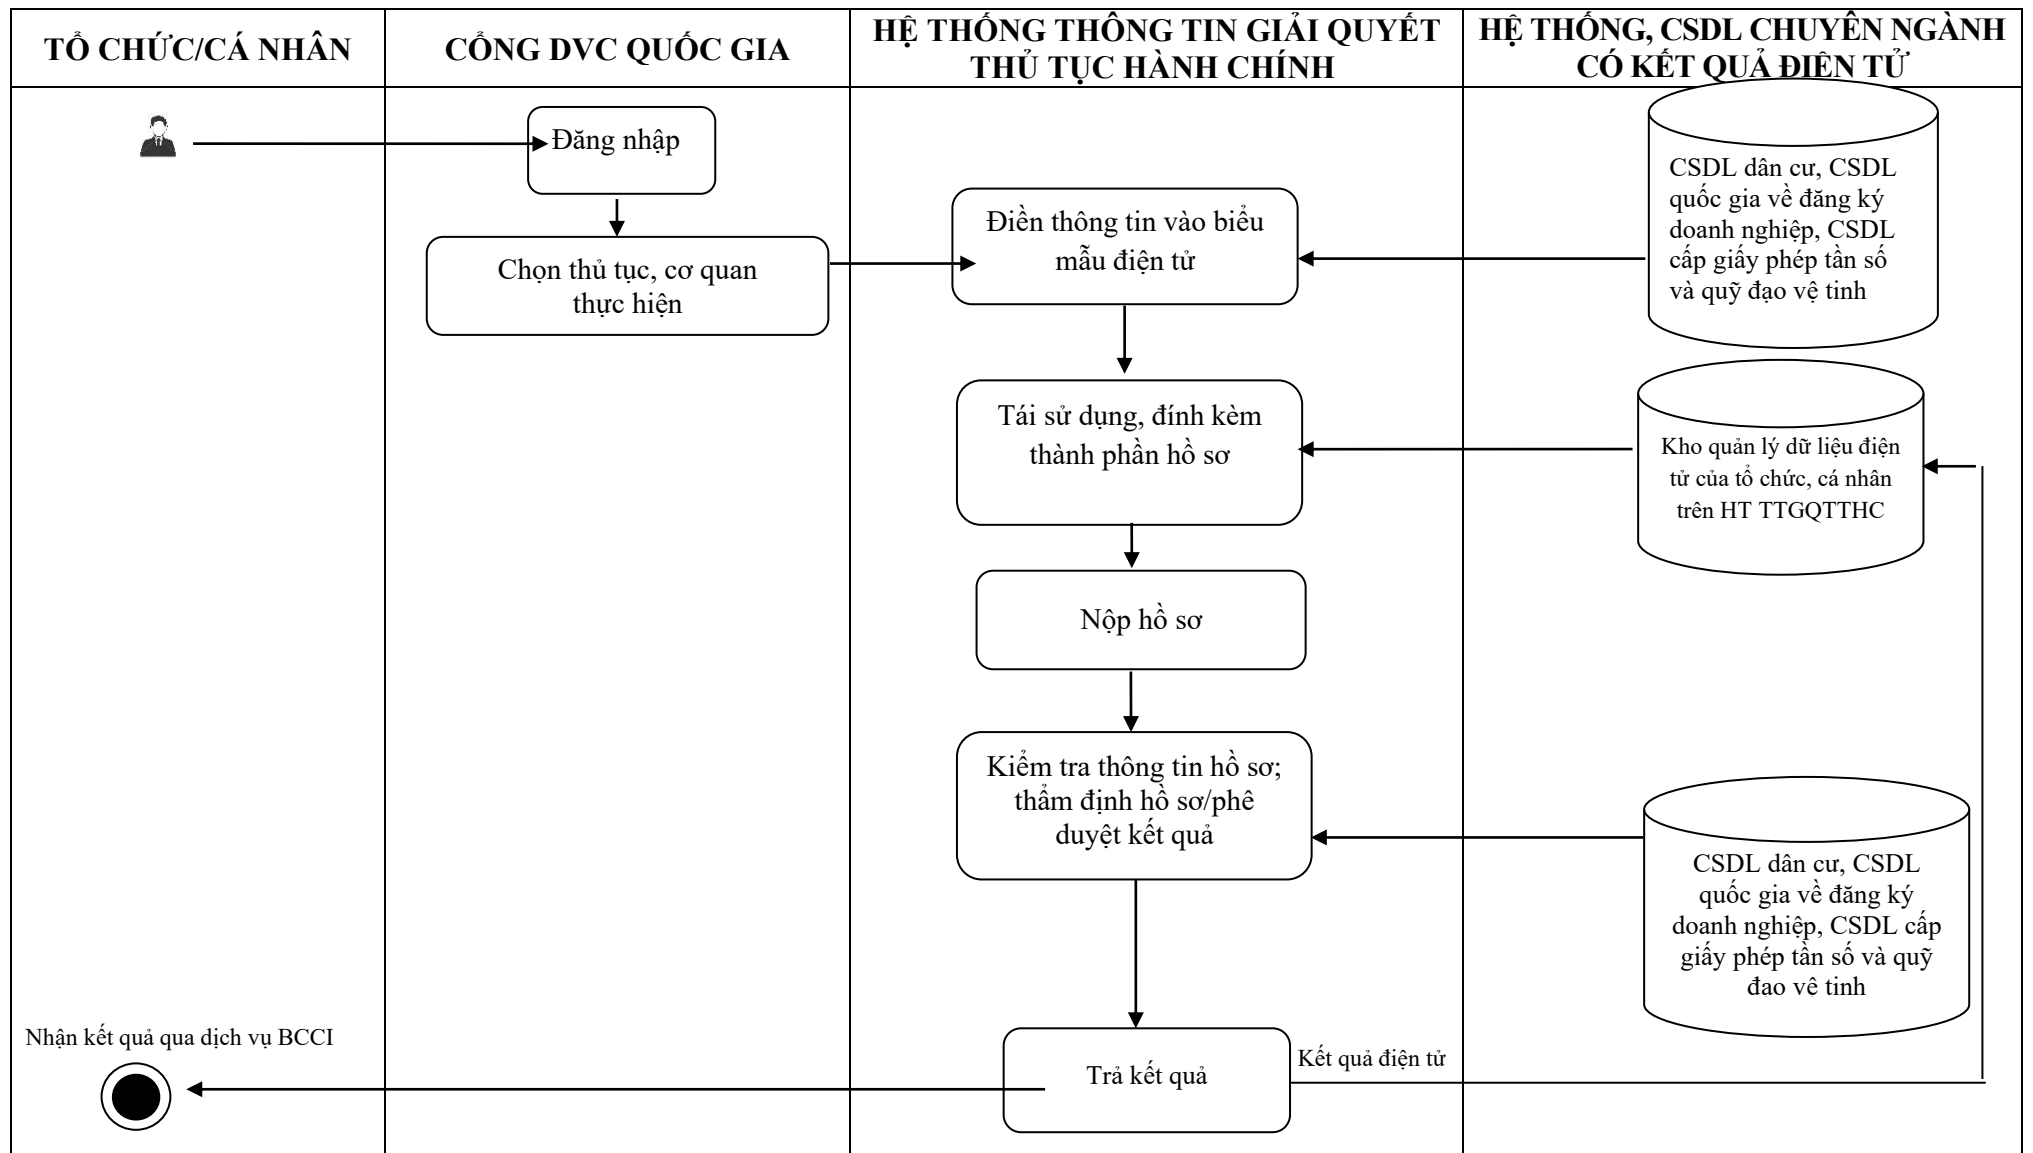 TỔ CHỨC/CÁ NHÂN
CỔNG DVC QUỐC GIA
HỆ THỐNG THÔNG TIN GIẢI QUYẾT
THỦ TỤC HÀNH CHÍNH
HỆ THỐNG, CSDL CHUYÊN NGÀNH
CÓ KẾT QUẢ ĐIỆN TỬ
Đăng nhập
Chọn thủ tục, cơ quan
thực hiện
Điền thông tin vào biểu
mẫu điện tử
CSDL dân cư, CSDL
quốc gia về đăng ký
doanh nghiệp, CSDL
cấp giấy phép tần số
và quỹ đạo vệ tinh
Tái sử dụng, đính kèm
thành phần hồ sơ
Kho quản lý dữ liệu điện
tử của tổ chức, cá nhân
trên HT TTGQTTHC
Nộp hồ sơ
Kiểm tra thông tin hồ sơ;
thẩm định hồ sơ/phê
duyệt kết quả
CSDL dân cư, CSDL
quốc gia về đăng ký
doanh nghiệp, CSDL cấp
giấy phép tần số và quỹ
đao vê tinh
Nhận kết quả qua dịch vụ BCCI
Trả kết quả
Kết quả điện tử